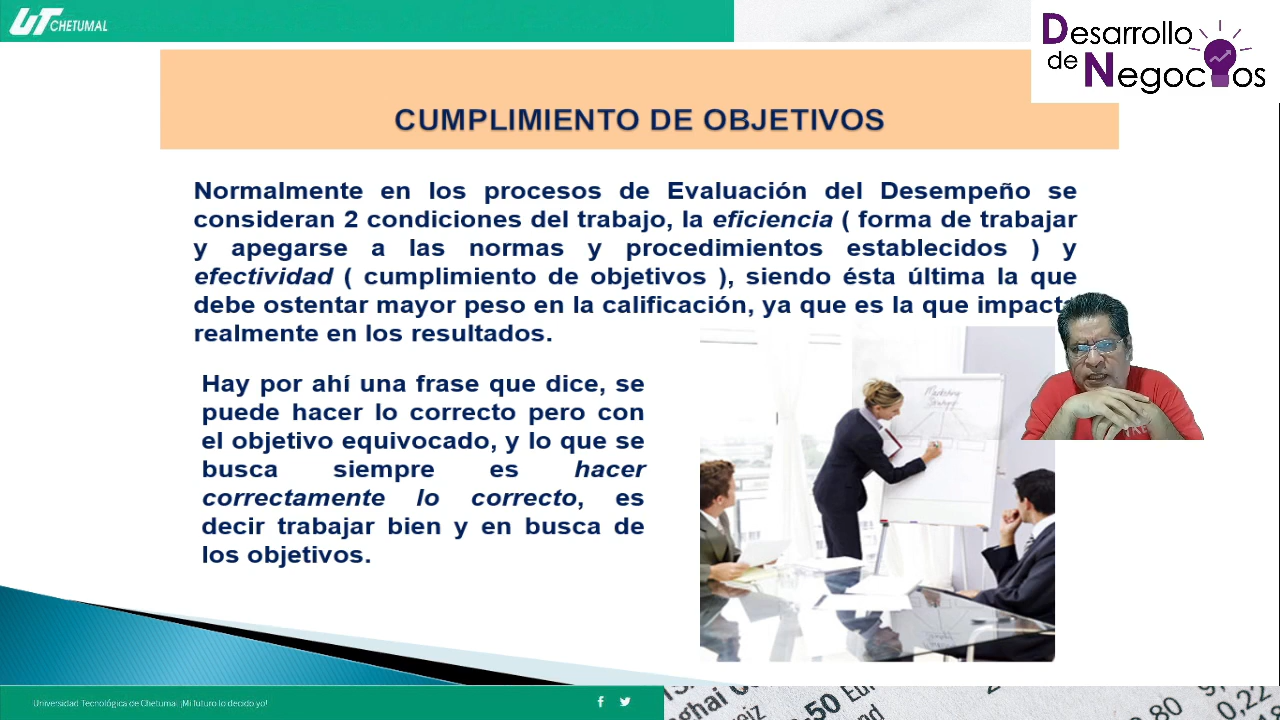 UT CHETUMAL
Desarrollo
de Negocios
CUMPLIMIENTO DE OBJETIVOS
Normalmente en los procesos de Evaluación del Desempeño se
consideran 2 condiciones del trabajo, la eficiencia ( forma de trabajar
y apegarse a las normas y procedimientos establecidos ) y
efectividad ( cumplimiento de objetivos ), siendo ésta última la que
debe ostentar mayor peso en la calificación, ya que es la que impacta
realmente en los resultados.
Hay por ahí una frase que dice, se
puede hacer lo correcto pero con
el objetivo equivocado, y lo que se
busca siempre es hacer
correctamente lo correcto, es
decir trabajar bien y en busca de
los objetivos.
Marketing
Strategy
Universidad Tecnológica de Chetumal ¡Mi futuro lo decido yo!